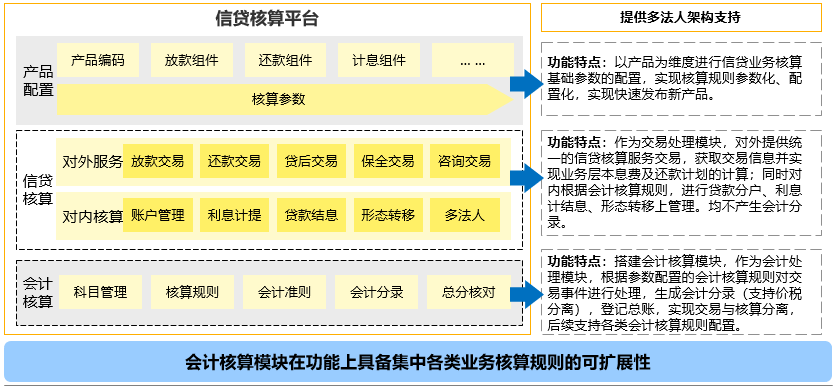 信贷核算平台
提供多法人架构支持
产品
配置
产品编码
放款组件
还款组件
计息组件
... ...
核算参数
功能特点：以产品为维度进行信贷业务核算
基础参数的配置，实现核算规则参数化、配
置化，实现快速发布新产品。
信贷
核算
对外服务
放款交易
还款交易
贷后交易
保全交易
咨询交易
对内核算
账户管理
利息计提
贷款结息
形态转移
多法人
功能特点：作为交易处理模块，对外提供统
一的信贷核算服务交易，获取交易信息并实
现业务层本息费及还款计划的计算；同时对
内根据会计核算规则，进行贷款分户、利息
计结息、形态转移上管理。均不产生会计分
录。
会计
核算
科目管理
核算规则
会计准则
会计分录
总分核对
功能特点：搭建会计核算模块，作为会计处
理模块，根据参数配置的会计核算规则对交
易事件进行处理，生成会计分录（支持价税
分离），登记总账，实现交易与核算分离，
后续支持各类会计核算规则配置。
会计核算模块在功能上具备集中各类业务核算规则的可扩展性